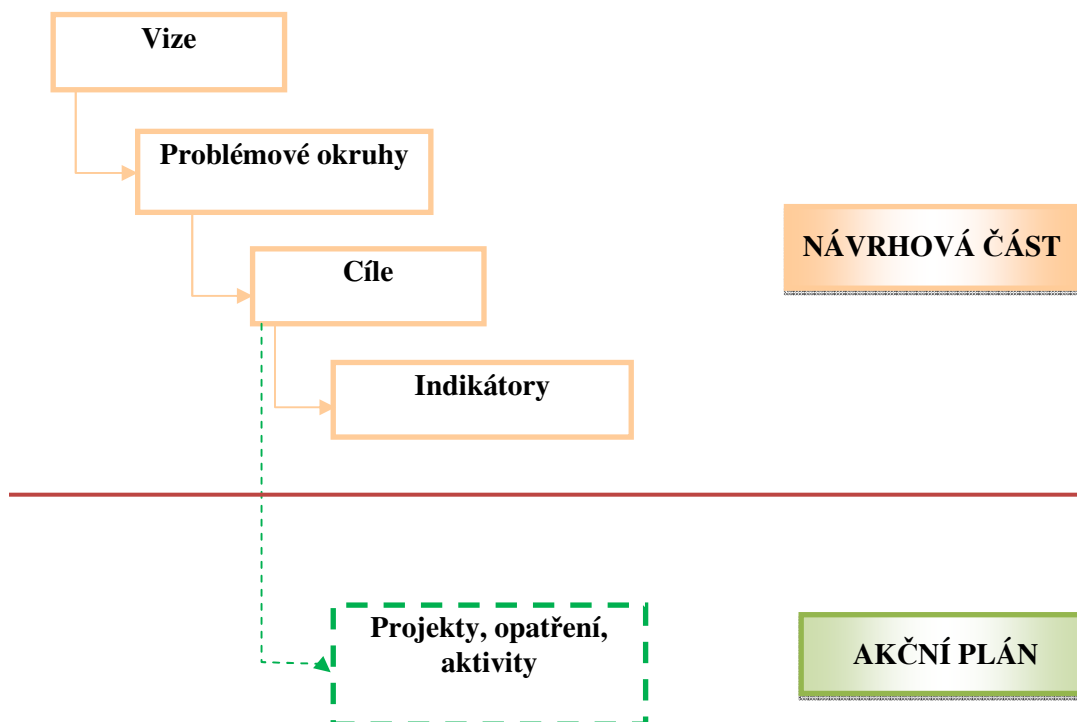 Vize
Problémové okruhy
Cíle
NÁVRHOVÁ ČÁST
Indikátory
Projekty, opatření,
aktivity
AKČNÍ PLÁN